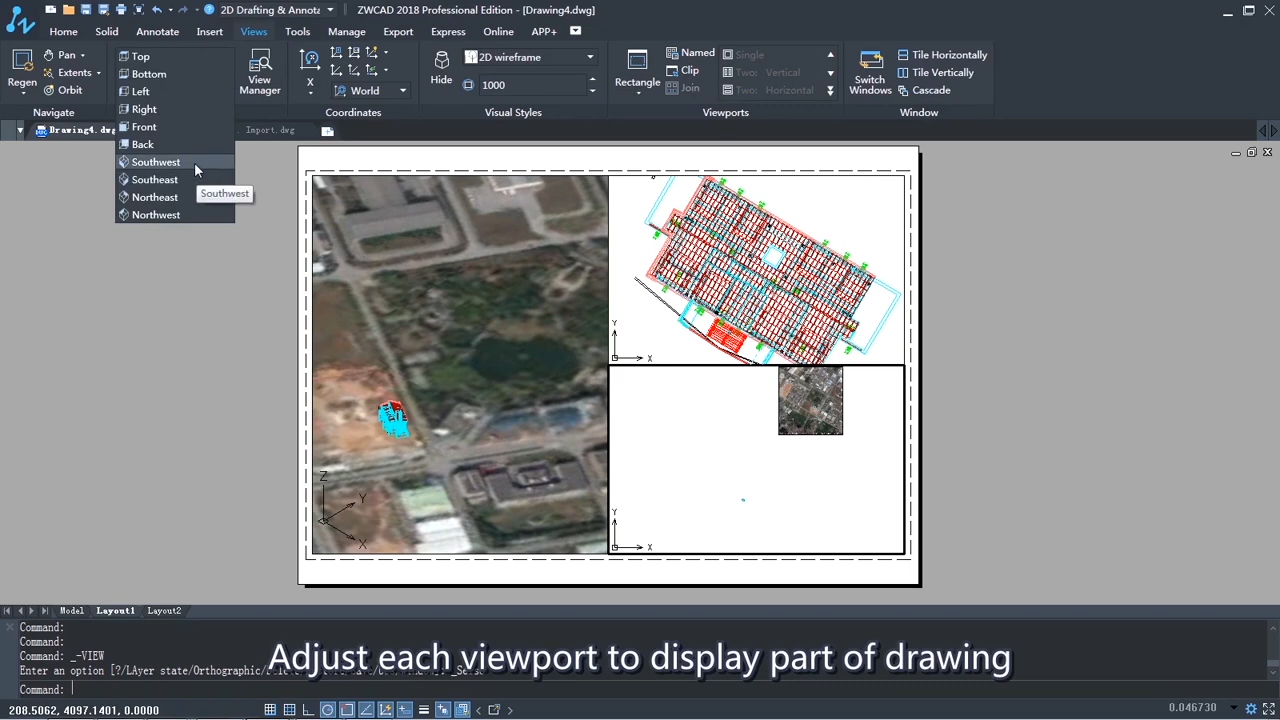 2D Drafting & Annota
ZWCAD 2018 Professional Edition - [Drawing4.dwg]
Home Solid Annotate Insert Views Tools Manage Export Express Online APP+
Regen
Pan
Extents
Orbit
Navigate
Top
Bottom
Left
Right
Front
Back
Southwest
Southeast
Northeast
Northwest
Southwest
View
Manager
X
World
Coordinates
Hide
2D wireframe
1000
Visual Styles
Rectangle
Named
Clip
Join
Single
Two: Vertical
Two: Horizontal
Viewports
Switch
Windows
Tile Horizontally
Tile Vertically
Cascade
Window
Drawing4.dwg
Import.dwg
Y
X
Z
Y
X
Y
X
Model Layout1 Layout2
Command:
Command:
Command: _-VIEW
Enter an option [?/LAyer state/Orthographic/
Adjust each viewport to display part of drawing
Command:
208.5062, 4097.1401, 0.0000
0.046730